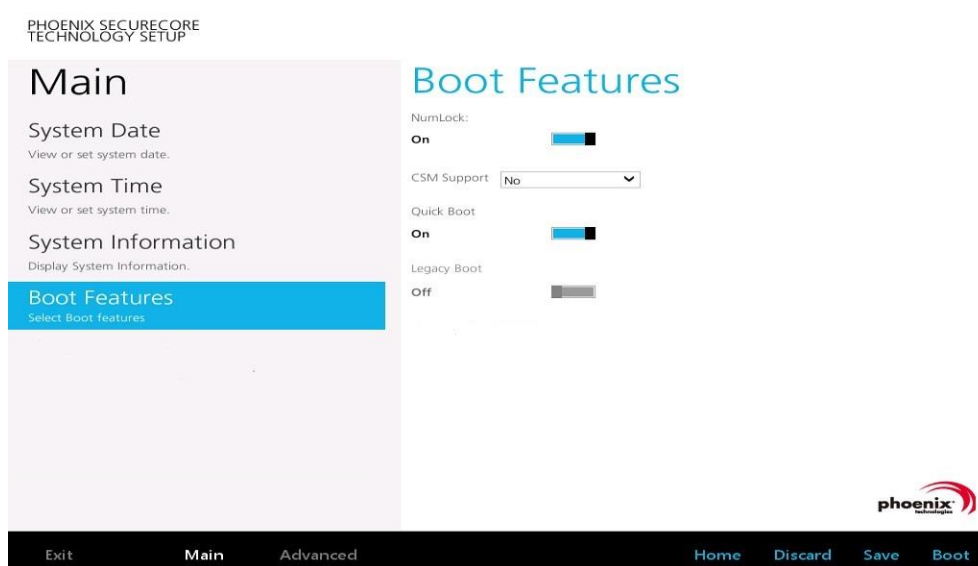 PHOENIX SECURECORE
TECHNOLOGY SETUP
Main
System Date
View or set system date.
System Time
View or set system time.
System Information
Display System Information.
Boot Features
Select Boot features
Boot Features
NumLock:
On
CSM Support No
Quick Boot
On
Legacy Boot
Off
phoenix
technologies
Exit Main Advanced Home Discard Save Boot